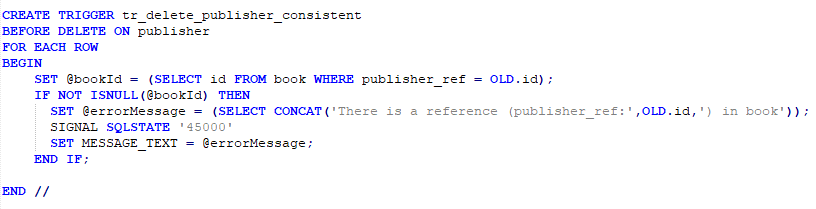 CREATE TRIGGER tr_delete_publisher_consistent
BEFORE DELETE ON publisher
FOR EACH ROW
BEGIN
    SET @bookId = (SELECT id FROM book WHERE publisher_ref = OLD.id);
    IF NOT ISNULL(@bookId) THEN
      SET @errorMessage = (SELECT CONCAT('There is a reference (publisher_ref:',OLD.id,') in book'));
      SIGNAL SQLSTATE '45000'
      SET MESSAGE_TEXT = @errorMessage;
    END IF;
END //